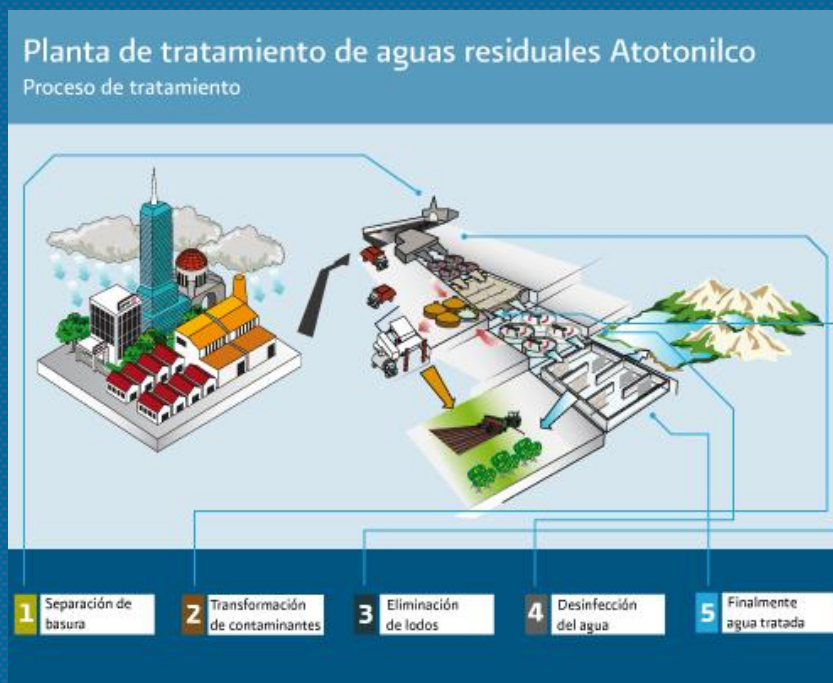 Planta de tratamiento de aguas residuales Atotonilco
Proceso de tratamiento
1
Separación de
basura
2
Transformación
de contaminantes
3
Eliminación
de lodos
4
Desinfección
del agua
5
Finalmente
agua tratada